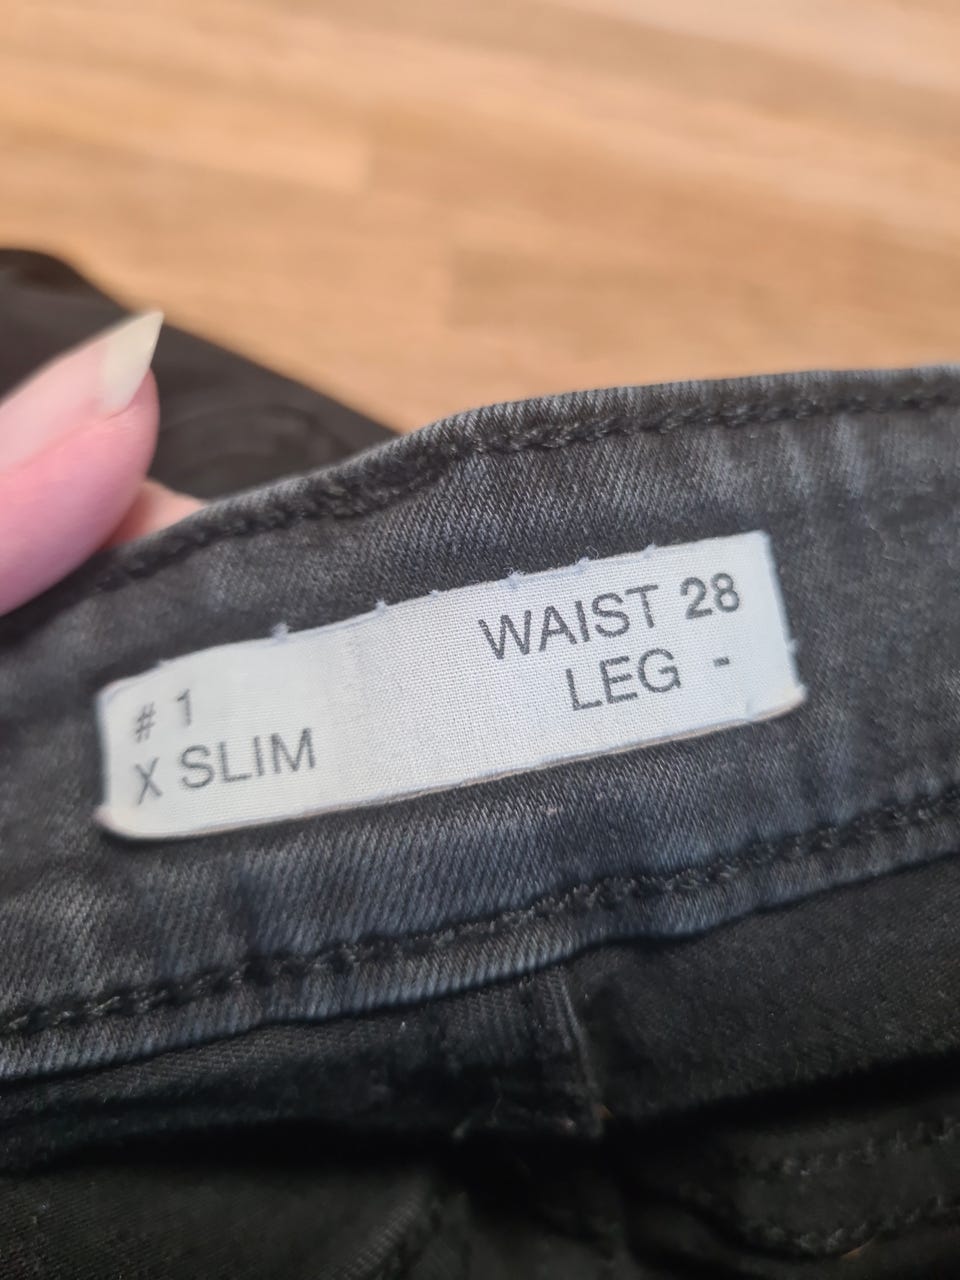 # 1
X SLIM
WAIST 28
LEG -